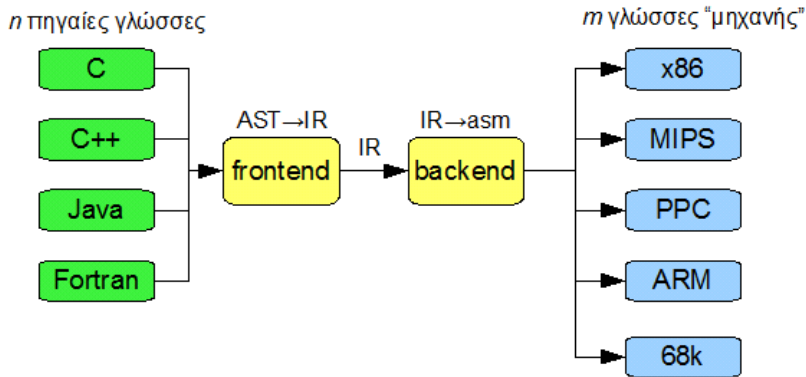 n πηγαίες γλώσσες
m γλώσσες “μηχανής”
C
C++
Java
Fortran
AST→IR
frontend
IR
IR→asm
backend
x86
MIPS
PPC
ARM
68k